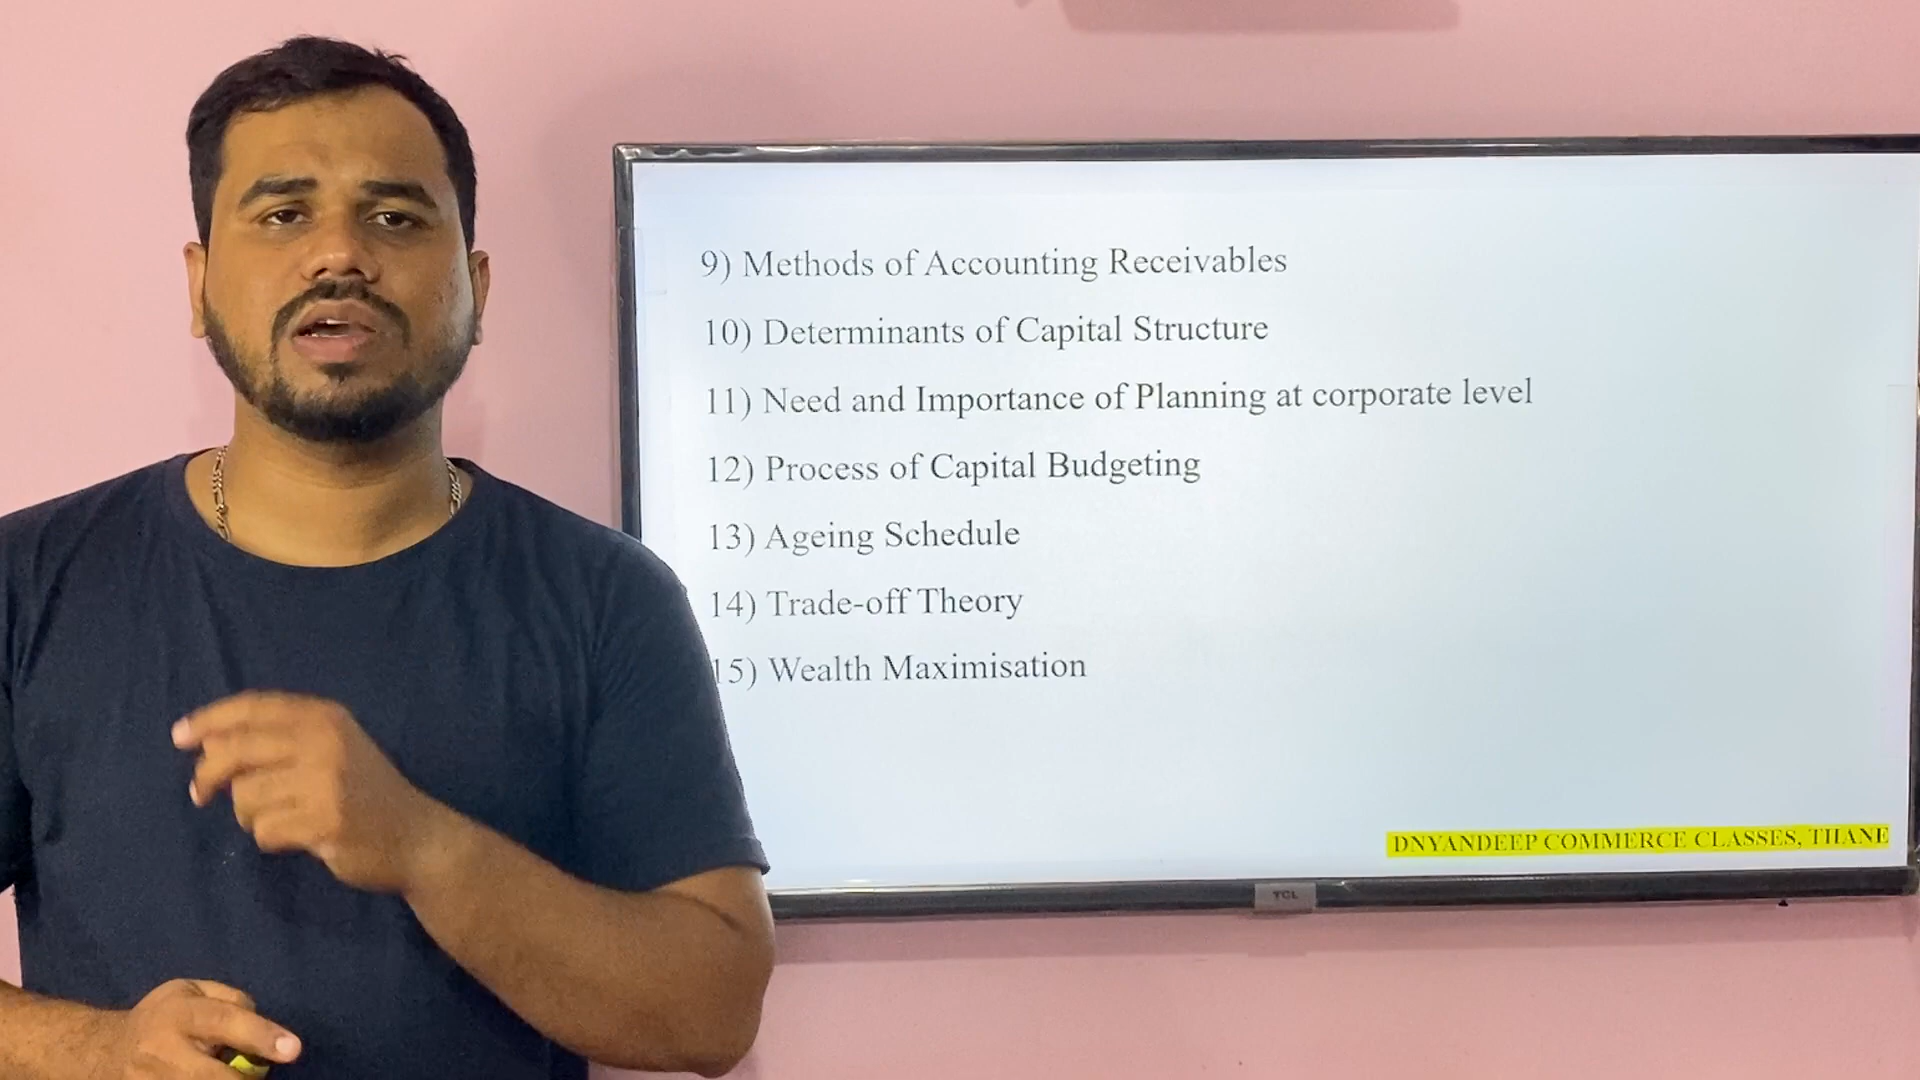 9) Methods of Accounting Receivables
10) Determinants of Capital Structure
11) Need and Importance of Planning at corporate level
12) Process of Capital Budgeting
13) Ageing Schedule
14) Trade-off Theory
15) Wealth Maximisation
DNYANDEEP COMMERCE CLASSES, THANE
TCL